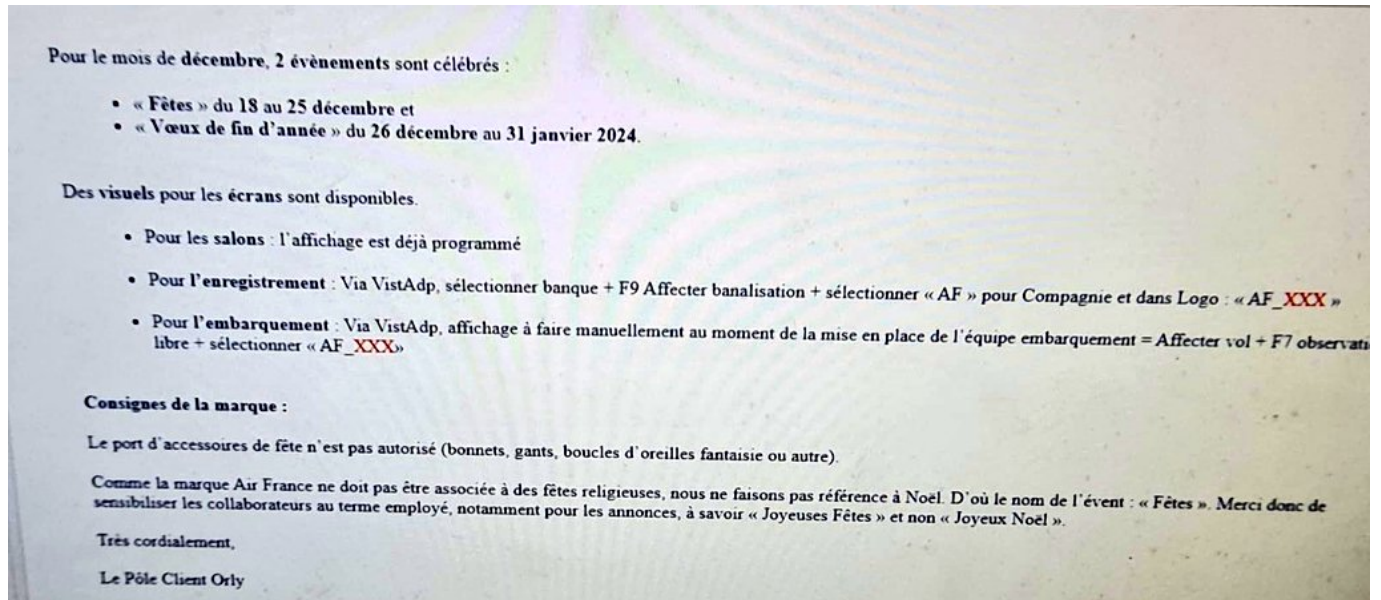 Pour le mois de décembre, 2 évènements sont célébrés :
• « Fêtes » du 18 au 25 décembre et
• « Vœux de fin d’année » du 26 décembre au 31 janvier 2024.
Des visuels pour les écrans sont disponibles.
• Pour les salons : l’affichage est déjà programmé
• Pour l’enregistrement : Via VistAdp, sélectionner banque + F9 Affecter banalisation + sélectionner « AF » pour Compagnie et dans Logo : « AF_XXX »
• Pour l’embarquement : Via VistAdp, affichage à faire manuellement au moment de la mise en place de l’équipe embarquement = Affecter vol + F7 observati
libre + sélectionner « AF_XXX»
Consignes de la marque :
Le port d’accessoires de fête n’est pas autorisé (bonnets, gants, boucles d’oreilles fantaisie ou autre).
Comme la marque Air France ne doit pas être associée à des fêtes religieuses, nous ne faisons pas référence à Noël. D’où le nom de l’évent : « Fêtes ». Merci donc de
sensibiliser les collaborateurs au terme employé, notamment pour les annonces, à savoir « Joyeuses Fêtes » et non « Joyeux Noël ».
Très cordialement,
Le Pôle Client Orly